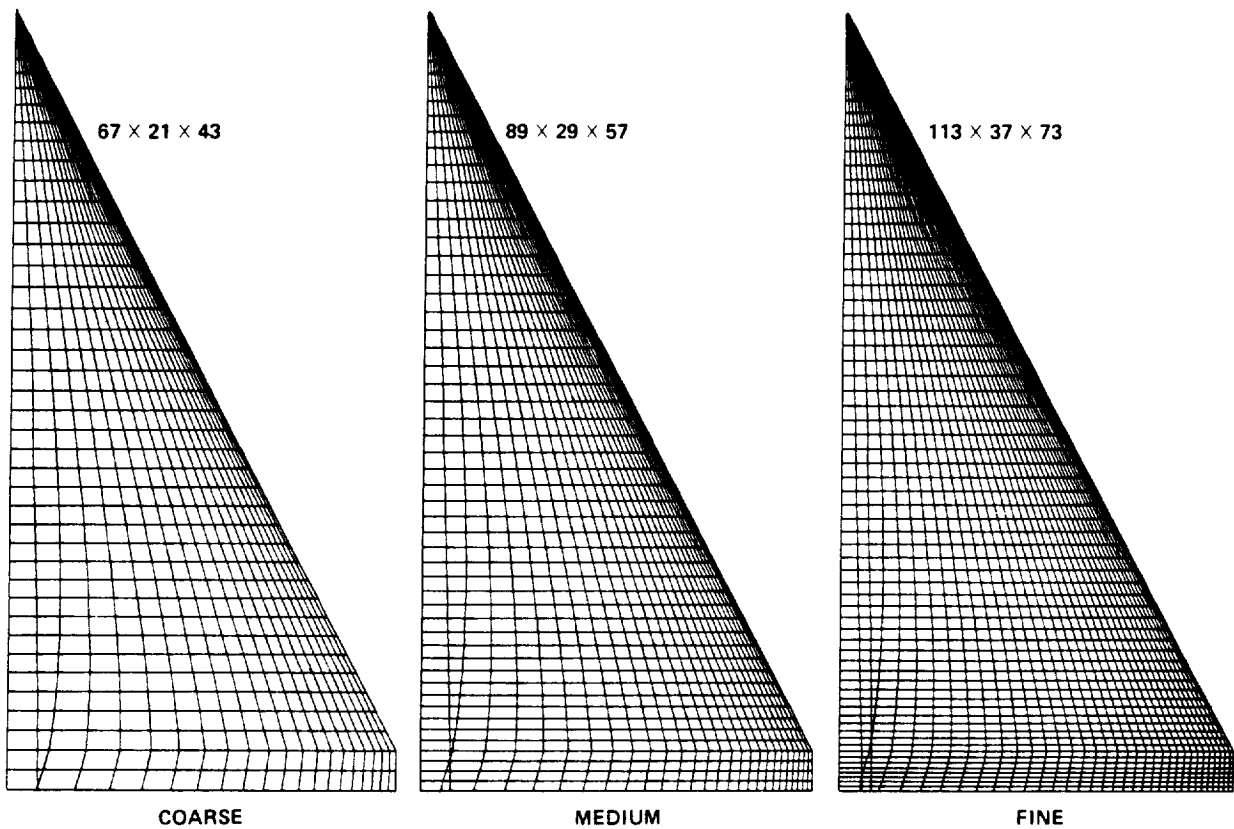 67 × 21 × 43
89 × 29 × 57
113 × 37 × 73
COARSE
MEDIUM
FINE